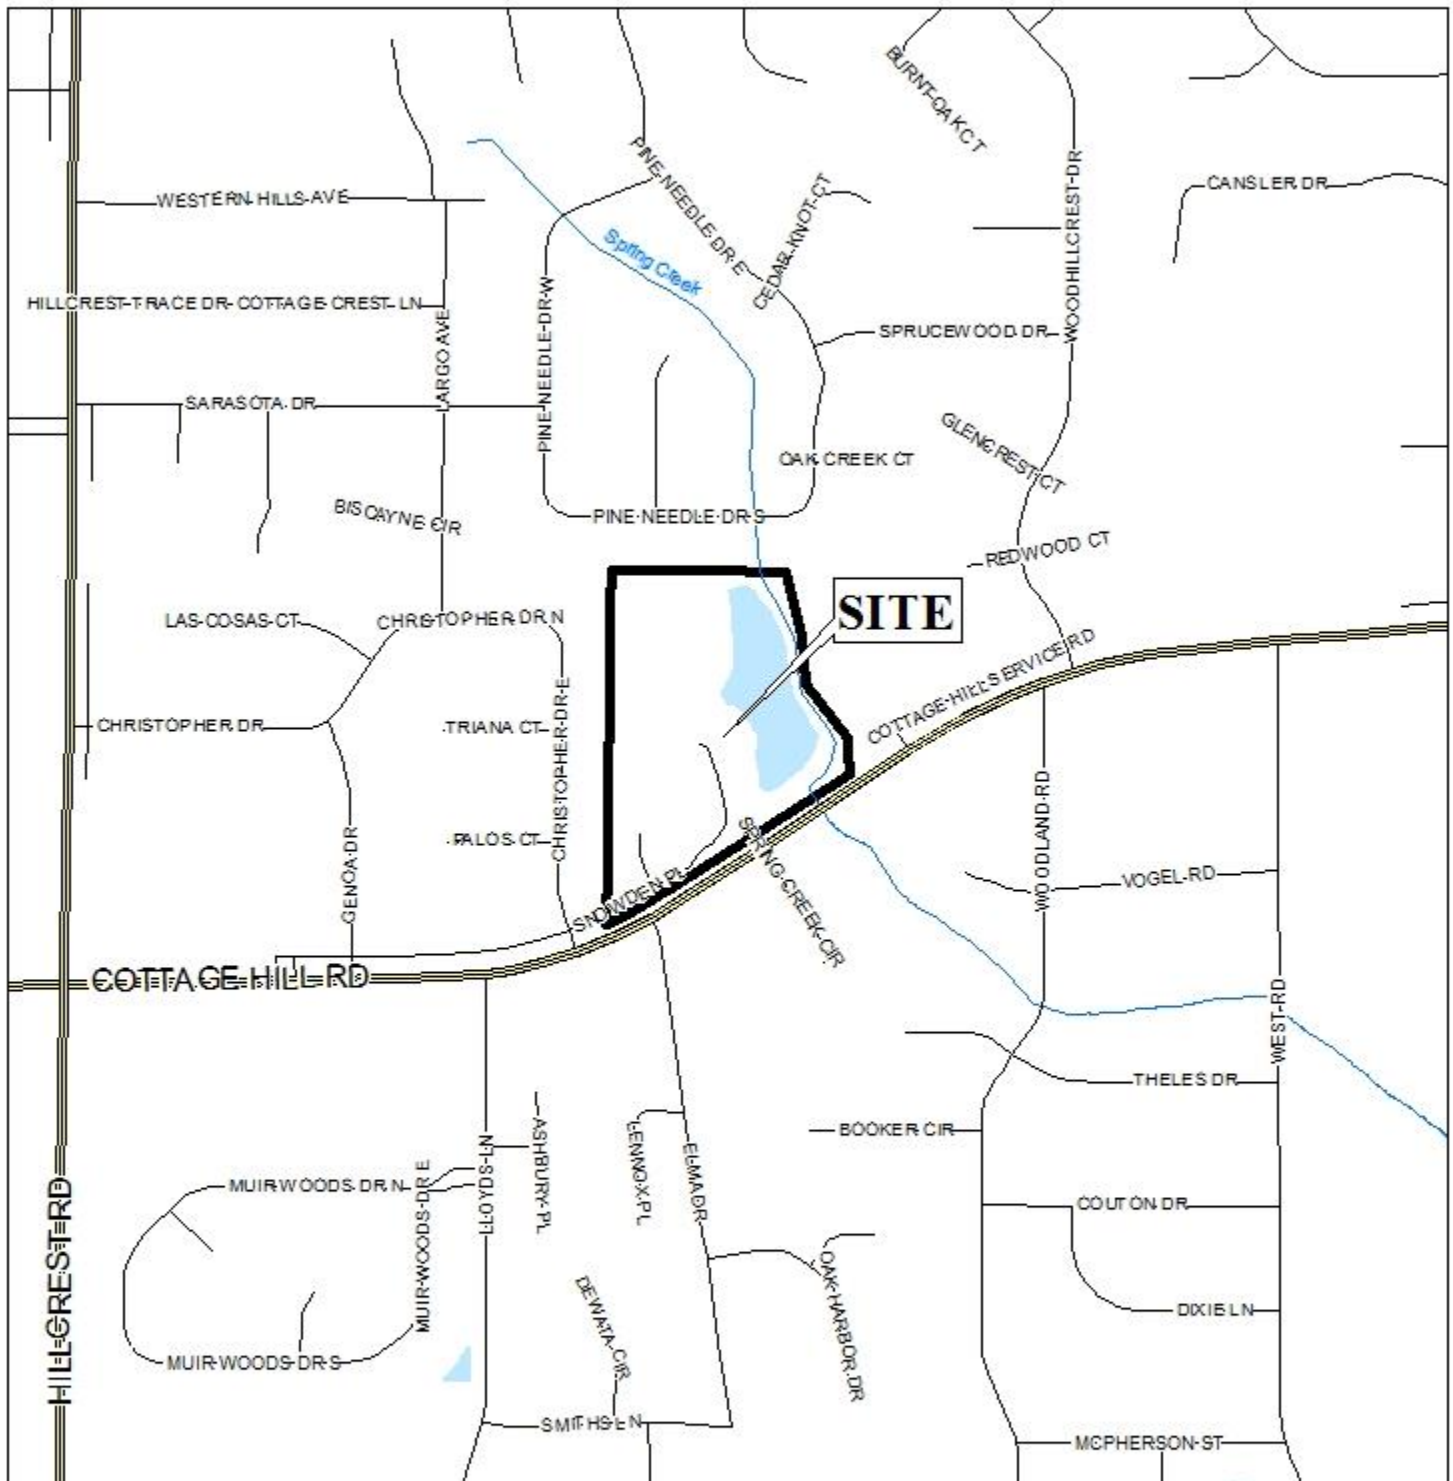 BURNT OAK CT
PINE NEEDLE DR E
CEDAR KNOT CT
WOODHILLCREST DR
CANSLER DR
WESTERN HILLS AVE
Spring Creek
HILLCREST TRACE DR
COTTAGE CREST LN
LARGO AVE
PINE NEEDLE DR W
SPRUCEWOOD DR
SARASOTA DR
GLENCREST CT
OAK CREEK CT
BISCAYNE CIR
PINE NEEDLE DR S
REDWOOD CT
LAS COSAS CT
CHRISTOPHER DR N
SITE
COTTAGE HILL SERVICE RD
CHRISTOPHER DR
TRIANA CT
CHRISTOPHER DR E
PALOS CT
GENOA DR
SNOWDEN PL
SPRING CREEK CIR
WOODLAND RD
VOGEL RD
COTTAGE HILL RD
WEST RD
THELES DR
BOOKER CIR
ASHBURY PL
LENNOX PL
ELMA DR
LLOYDS LN
MUIR WOODS DR N
MUIR WOODS DR E
COUTON DR
HILLCREST RD
DEWATA CIR
OAK HARBOR DR
DIXIE LN
MUIR WOODS DR S
SMITHS LN
MCPHERSON ST